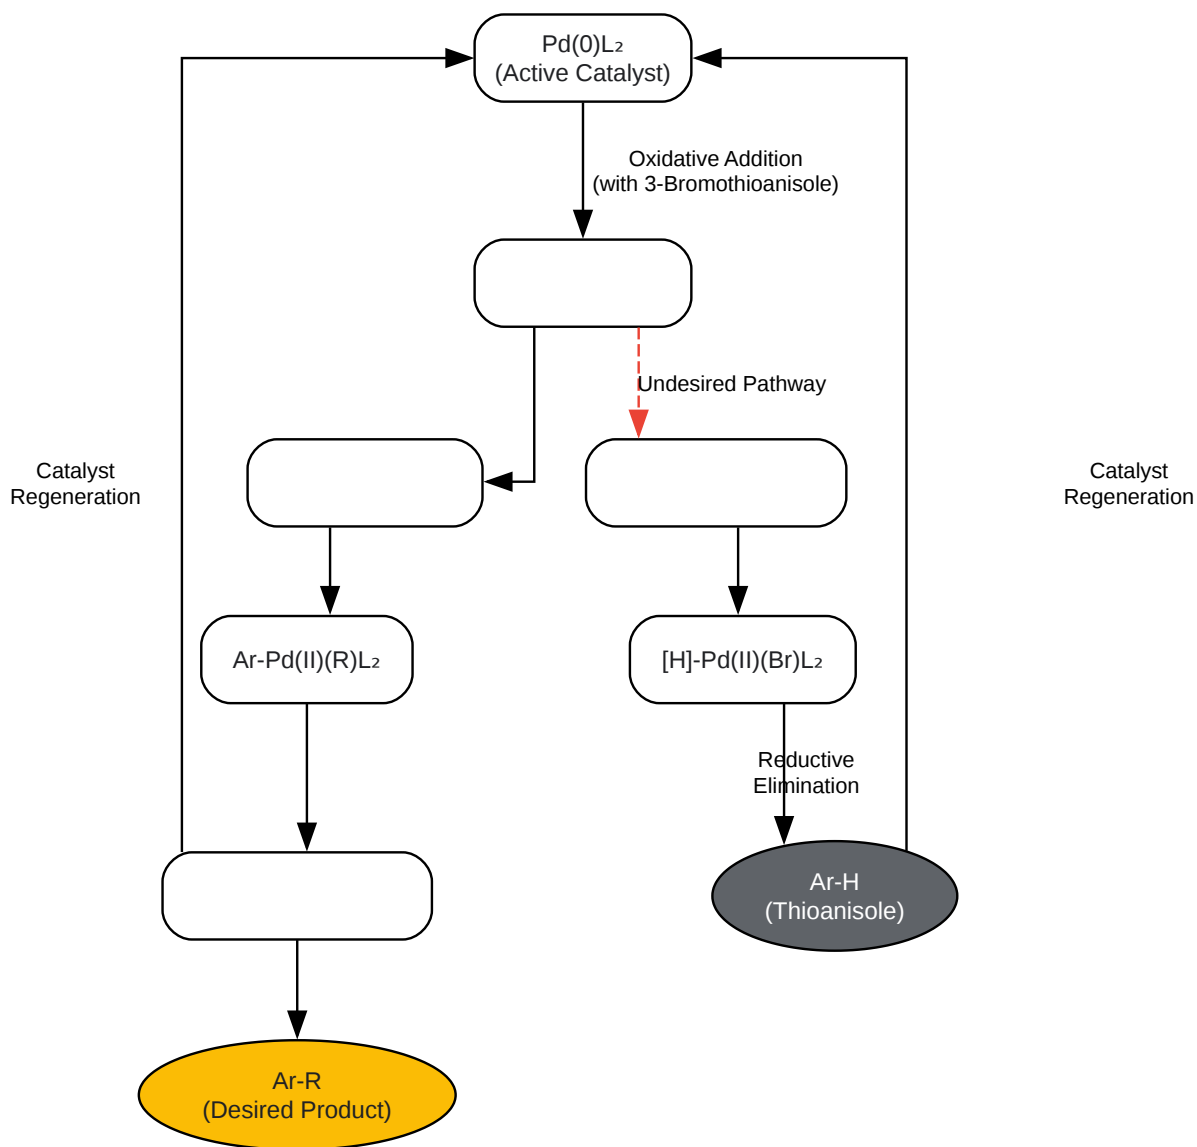 Pd(0)L₂
(Active Catalyst)
Oxidative Addition
(with 3-Bromothioanisole)
Undesired Pathway
Catalyst
Regeneration
Catalyst
Regeneration
Ar-Pd(II)(R)L₂
[H]-Pd(II)(Br)L₂
Reductive
Elimination
Ar-H
(Thioanisole)
Ar-R
(Desired Product)